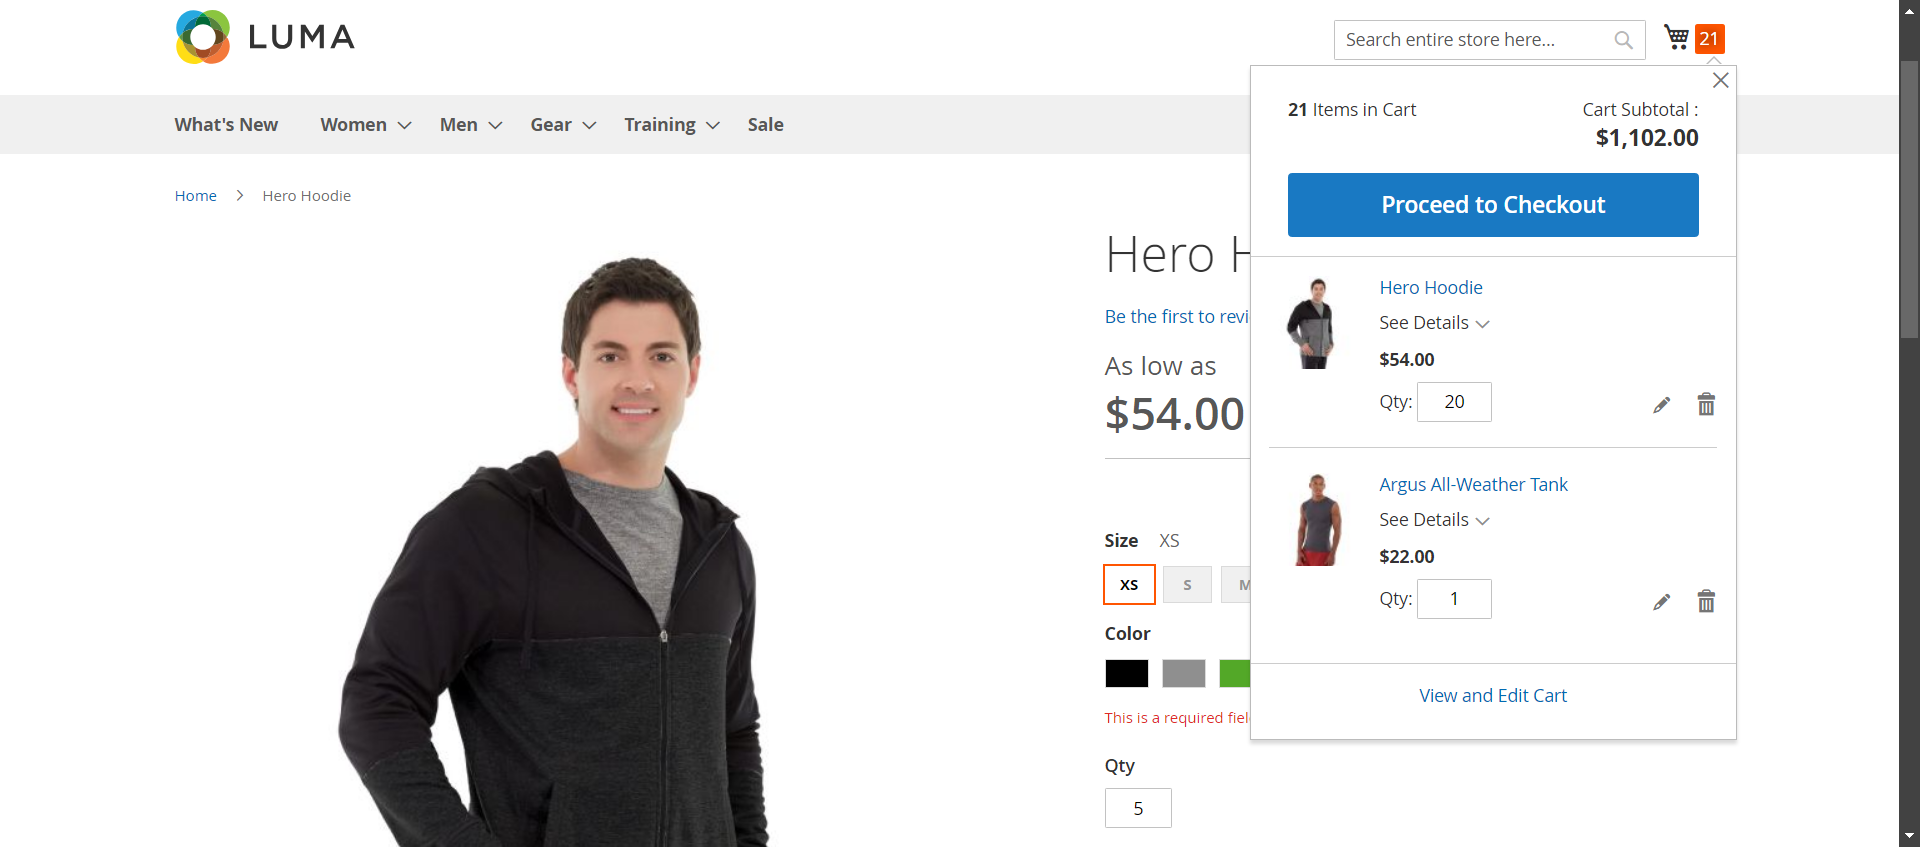 LUMA
Search entire store here...
21
What's New
Women
Men
Gear
Training
Sale
Home
Hero Hoodie
21 Items in Cart
Cart Subtotal :
$1,102.00
Proceed to Checkout
Hero Hoodie
See Details
$54.00
Qty: 20
Argus All-Weather Tank
See Details
$22.00
Qty: 1
View and Edit Cart
Hero
Be the first to
As low as
$54.00
Size XS
XS
S
M
Color
This is a required
Qty
5